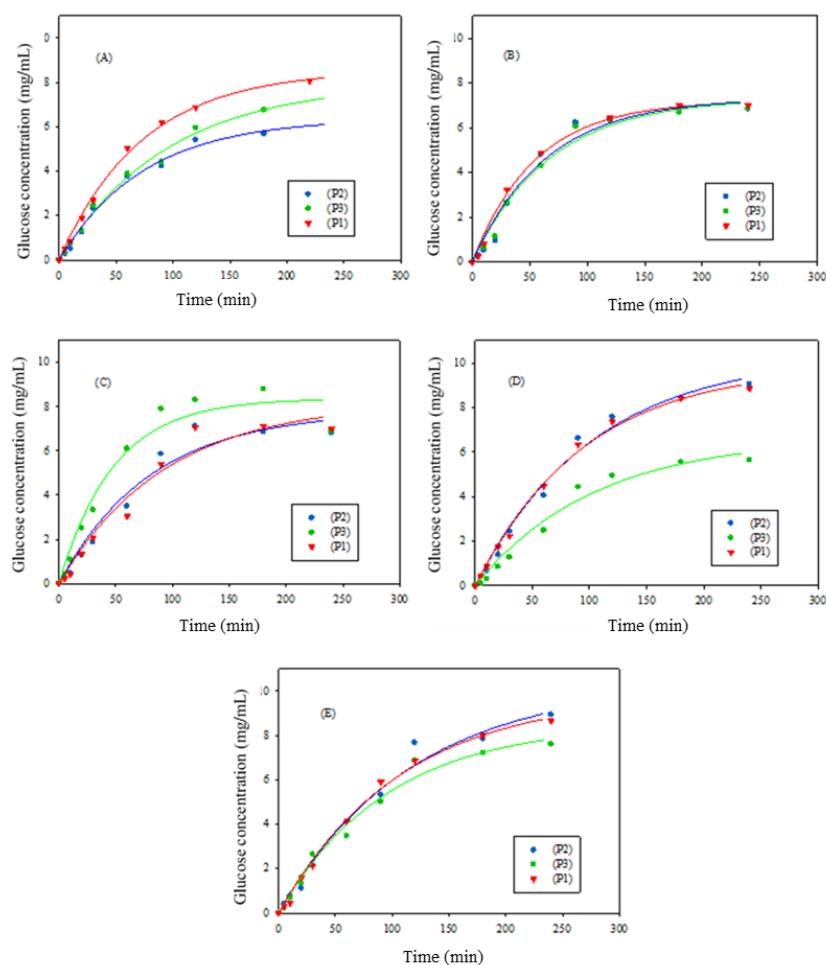 Glucose concentration (mg/mL)
10
8
6
4
2
0
(A)
(P2)
(P3)
(P1)
0 50 100 150 200 250 300
Time (min)
Glucose concentration (mg/mL)
10
8
6
4
2
0
(B)
(P2)
(P3)
(P1)
0 50 100 150 200 250 300
Time (min)
Glucose concentration (mg/mL)
10
8
6
4
2
0
(C)
(P2)
(P3)
(P1)
0 50 100 150 200 250 300
Time (min)
Glucose concentration (mg/mL)
10
8
6
4
2
0
(D)
(P2)
(P3)
(P1)
0 50 100 150 200 250 300
Time (min)
Glucose concentration (mg/mL)
10
8
6
4
2
0
(E)
(P2)
(P3)
(P1)
0 50 100 150 200 250 300
Time (min)